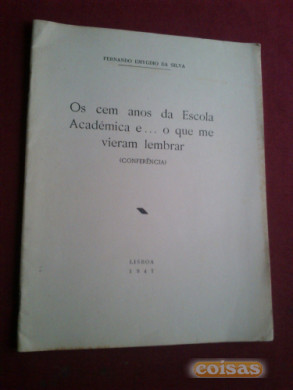 FERNANDO EMYGDIO DA SILVA
Os cem anos da Escola
Académica e... o que me
vieram lembrar
(CONFERÊNCIA)
LISBOA
coisas